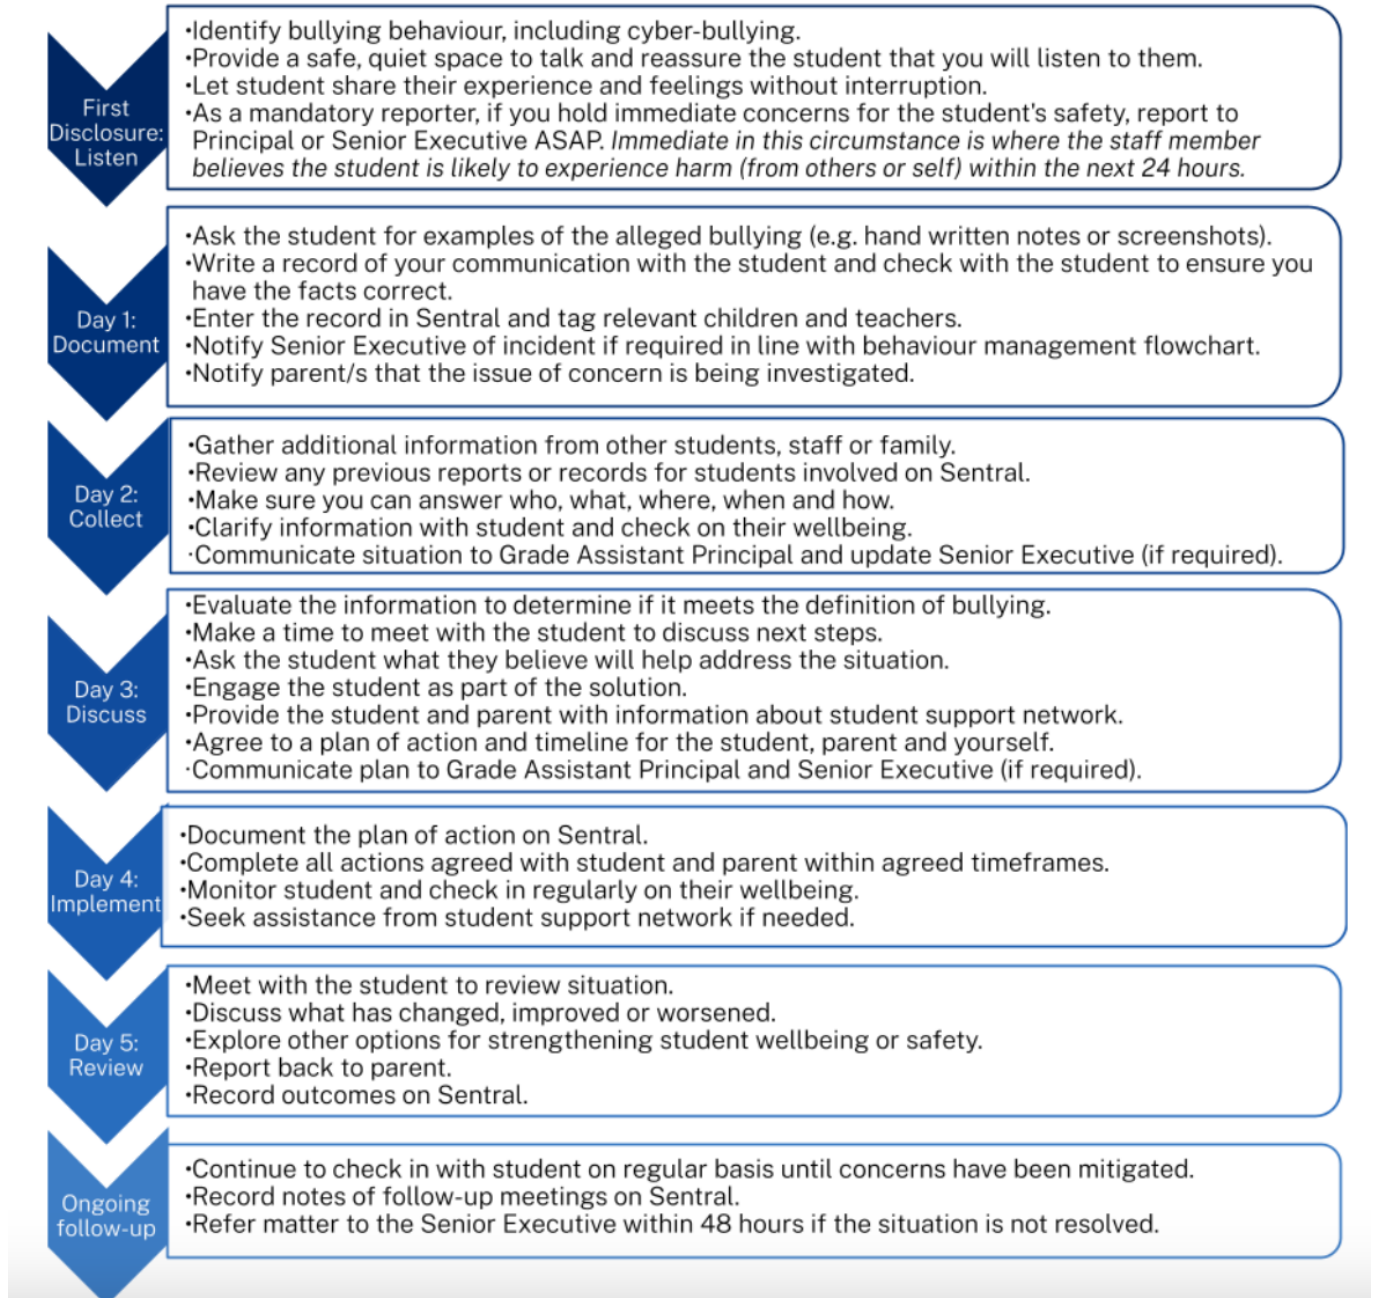 First
Disclosure:
Listen
•Identify bullying behaviour, including cyber-bullying.
•Provide a safe, quiet space to talk and reassure the student that you will listen to them.
•Let student share their experience and feelings without interruption.
•As a mandatory reporter, if you hold immediate concerns for the student's safety, report to
Principal or Senior Executive ASAP. Immediate in this circumstance is where the staff member
believes the student is likely to experience harm (from others or self) within the next 24 hours.
Day 1:
Document
•Ask the student for examples of the alleged bullying (e.g. hand written notes or screenshots).
•Write a record of your communication with the student and check with the student to ensure you
have the facts correct.
•Enter the record in Sentral and tag relevant children and teachers.
•Notify Senior Executive of incident if required in line with behaviour management flowchart.
•Notify parent/s that the issue of concern is being investigated.
Day 2:
Collect
•Gather additional information from other students, staff or family.
•Review any previous reports or records for students involved on Sentral.
•Make sure you can answer who, what, where, when and how.
•Clarify information with student and check on their wellbeing.
·Communicate situation to Grade Assistant Principal and update Senior Executive (if required).
Day 3:
Discuss
•Evaluate the information to determine if it meets the definition of bullying.
•Make a time to meet with the student to discuss next steps.
•Ask the student what they believe will help address the situation.
•Engage the student as part of the solution.
•Provide the student and parent with information about student support network.
•Agree to a plan of action and timeline for the student, parent and yourself.
·Communicate plan to Grade Assistant Principal and Senior Executive (if required).
Day 4:
Implement
•Document the plan of action on Sentral.
•Complete all actions agreed with student and parent within agreed timeframes.
•Monitor student and check in regularly on their wellbeing.
•Seek assistance from student support network if needed.
Day 5:
Review
•Meet with the student to review situation.
•Discuss what has changed, improved or worsened.
•Explore other options for strengthening student wellbeing or safety.
•Report back to parent.
•Record outcomes on Sentral.
Ongoing
follow-up
•Continue to check in with student on regular basis until concerns have been mitigated.
•Record notes of follow-up meetings on Sentral.
•Refer matter to the Senior Executive within 48 hours if the situation is not resolved.